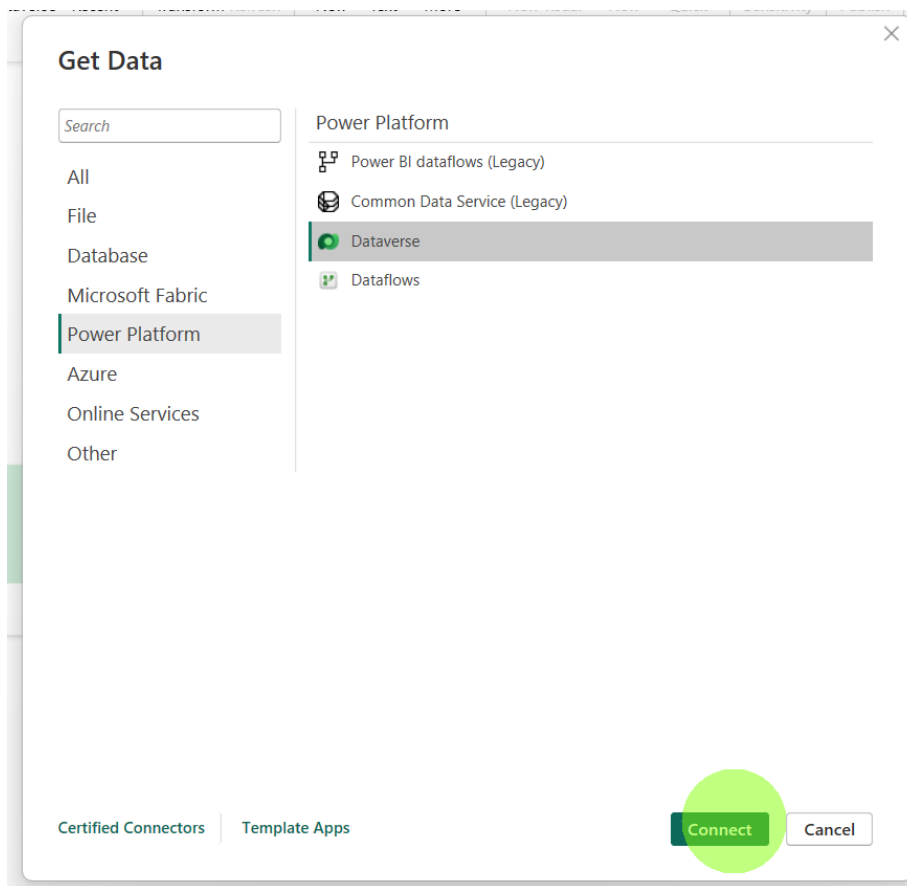 Get Data
Search
All
File
Database
Microsoft Fabric
Power Platform
Azure
Online Services
Other
Power Platform
Power BI dataflows (Legacy)
Common Data Service (Legacy)
Dataverse
Dataflows
Certified Connectors
Template Apps
Connect
Cancel